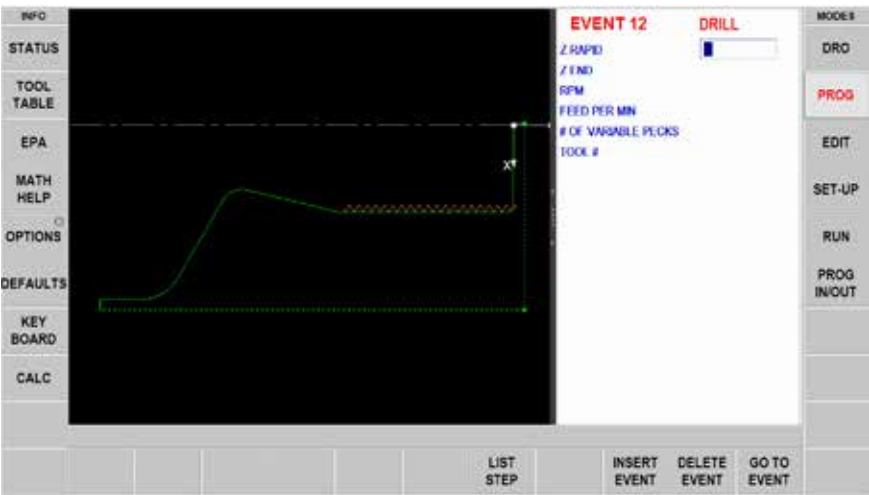 INFO
STATUS
TOOL
TABLE
EPA
MATH
HELP
OPTIONS
DEFAULTS
KEY
BOARD
CALC
X
EVENT 12 DRILL
Z RAPID
Z END
RPM
FEED PER MIN
# OF VARIABLE PECKS
TOOL #
MODES
DRO
PROG
EDIT
SET-UP
RUN
PROG
IN/OUT
LIST
STEP
INSERT
EVENT
DELETE
EVENT
GO TO
EVENT